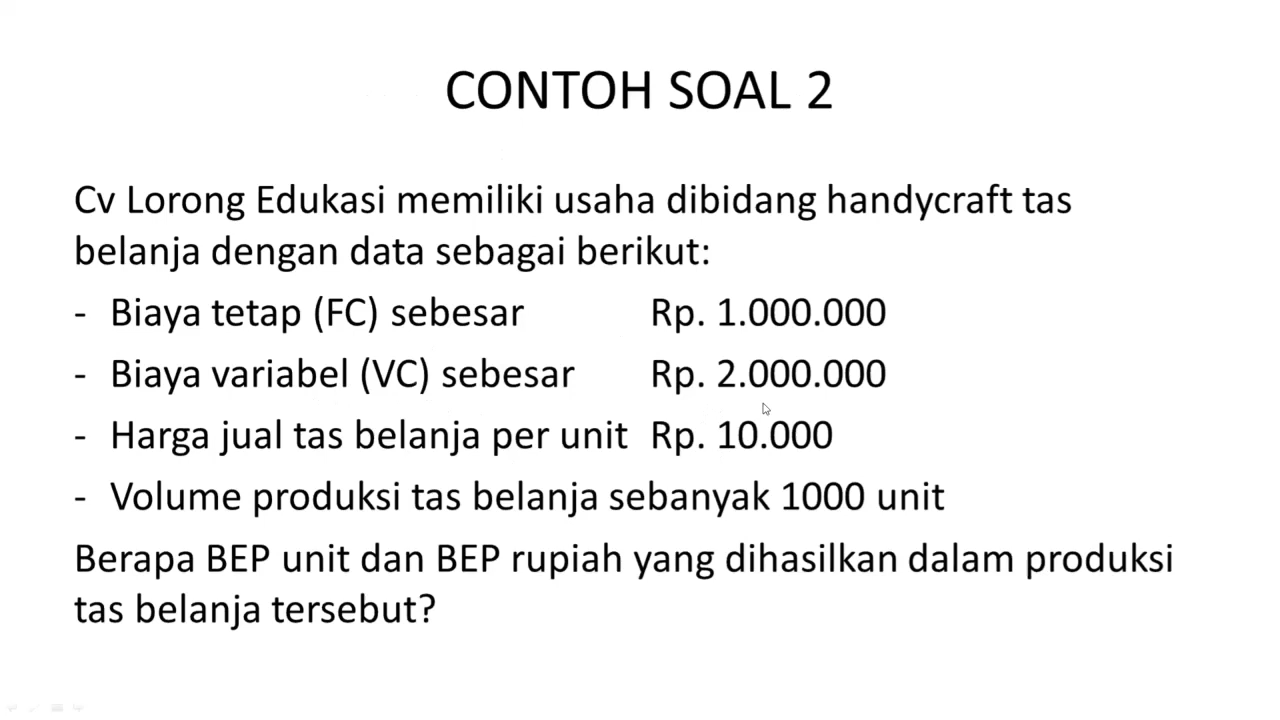 CONTOH SOAL 2
Cv Lorong Edukasi memiliki usaha dibidang handycraft tas
belanja dengan data sebagai berikut:
- Biaya tetap (FC) sebesar Rp. 1.000.000
- Biaya variabel (VC) sebesar Rp. 2.000.000
- Harga jual tas belanja per unit Rp. 10.000
- Volume produksi tas belanja sebanyak 1000 unit
Berapa BEP unit dan BEP rupiah yang dihasilkan dalam produksi
tas belanja tersebut?